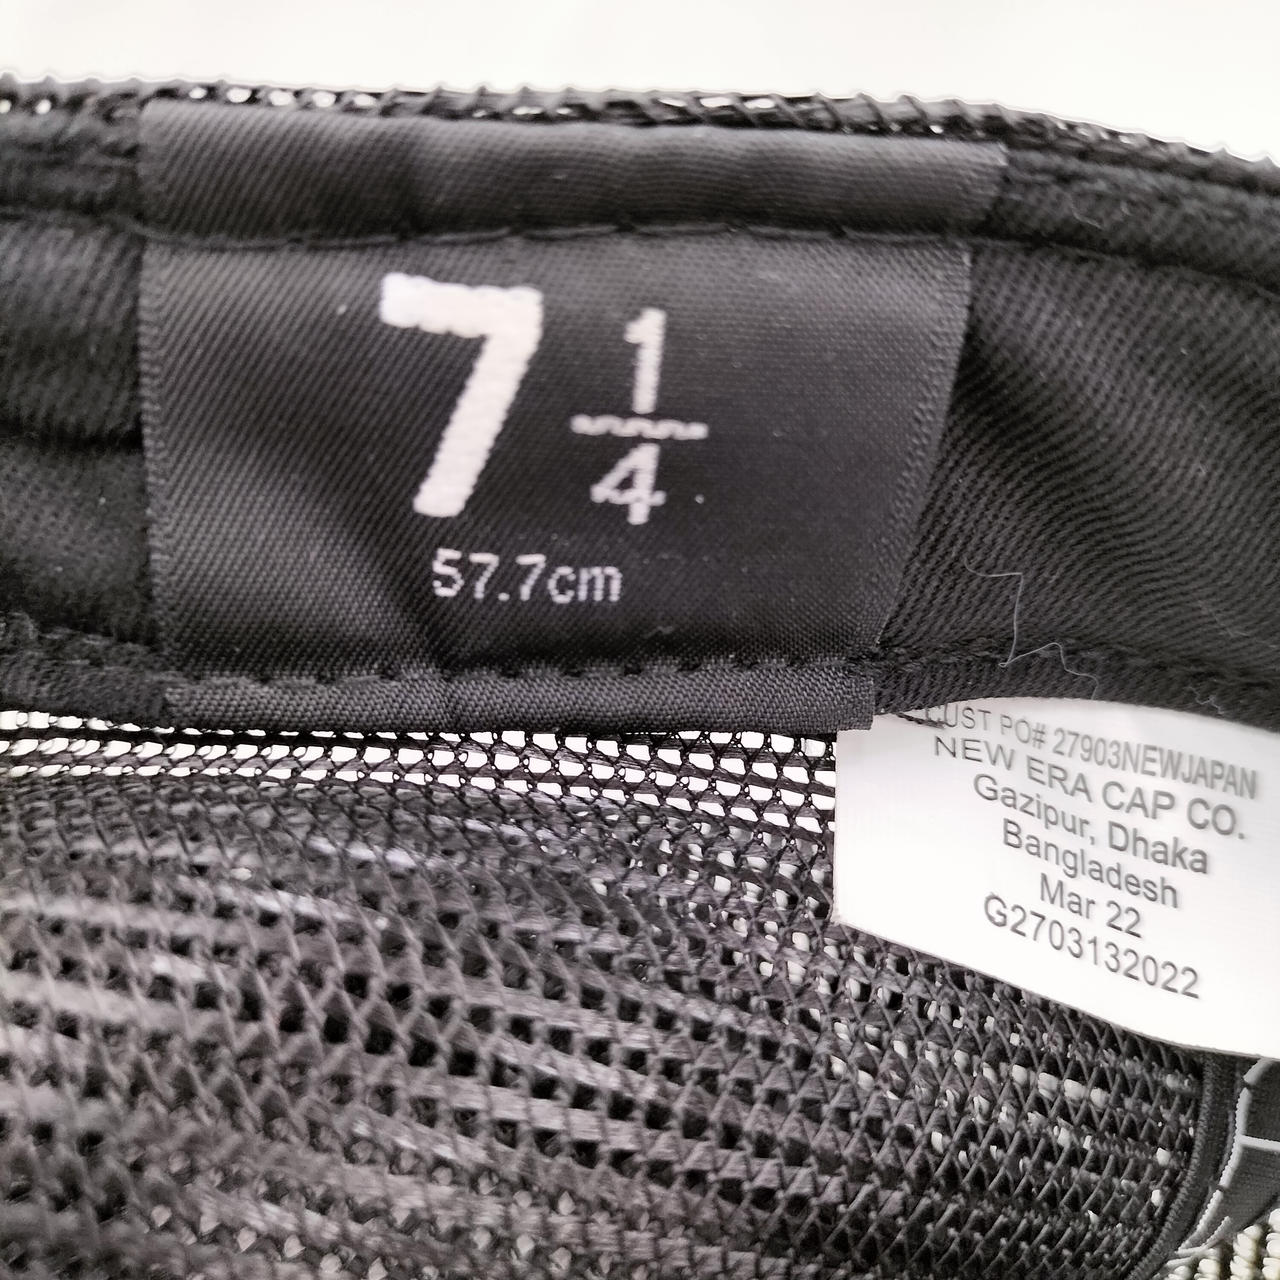 7 1/4
57.7cm
CUST PO# 27903NEWJAPAN
NEW ERA CAP CO.
Gazipur, Dhaka
Bangladesh
Mar 22
G2703132022